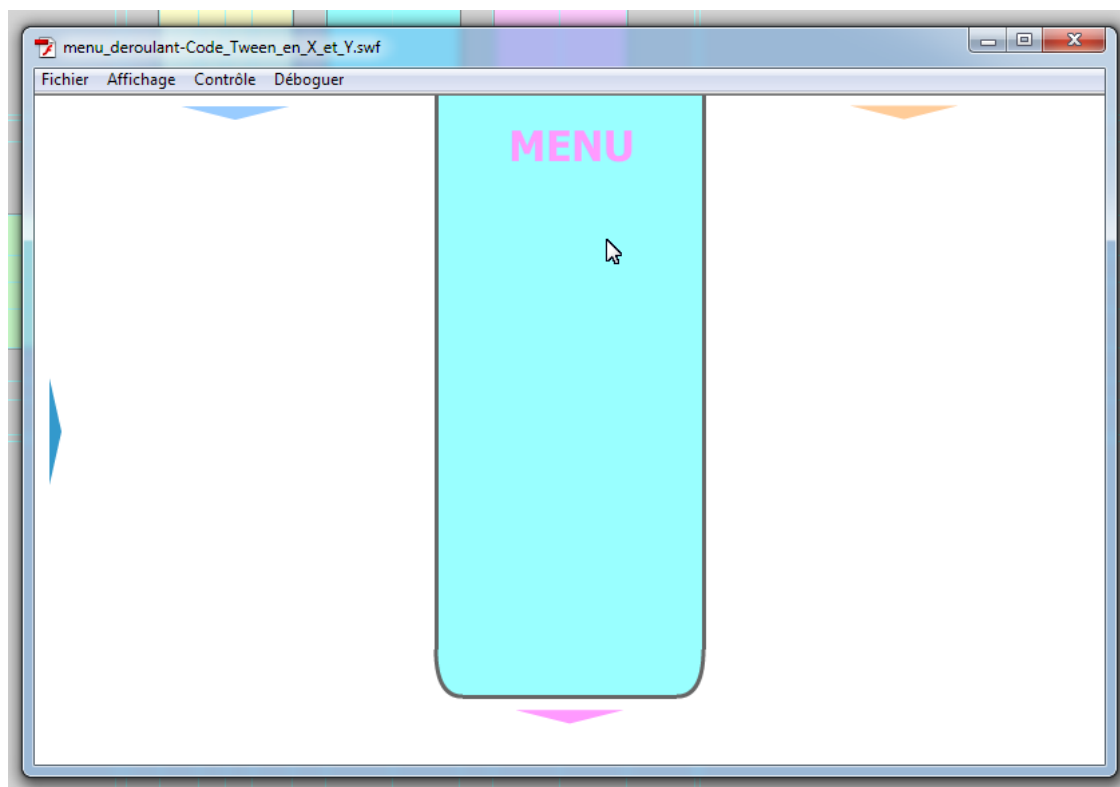 menu_deroulant-Code_Tween_en_X_et_Y.swf
Fichier Affichage Contrôle Déboguer
MENU